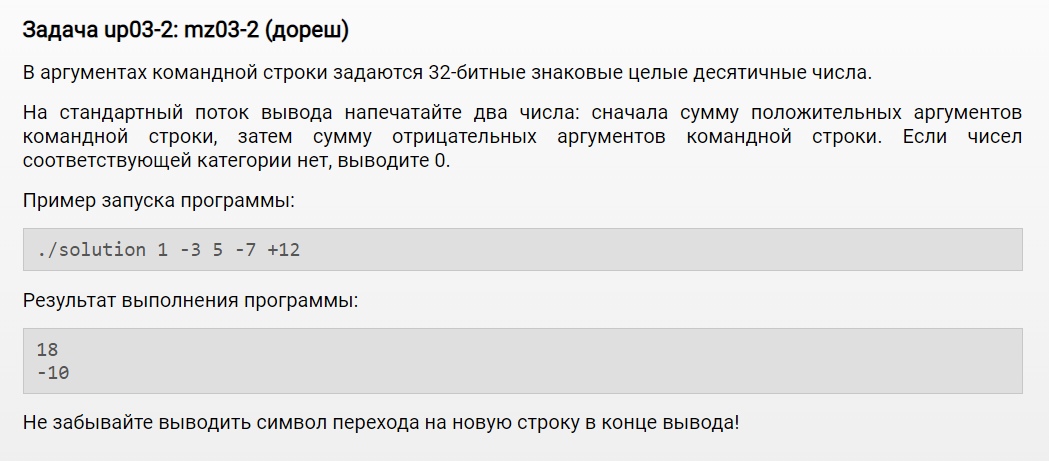 Задача up03-2: mz03-2 (дореш)
В аргументах командной строки задаются 32-битные знаковые целые десятичные числа.
На стандартный поток вывода напечатайте два числа: сначала сумму положительных аргументов
командной строки, затем сумму отрицательных аргументов командной строки. Если чисел
соответствующей категории нет, выводите 0.
Пример запуска программы:
./solution 1 -3 5 -7 +12
Результат выполнения программы:
18
-10
Не забывайте выводить символ перехода на новую строку в конце вывода!